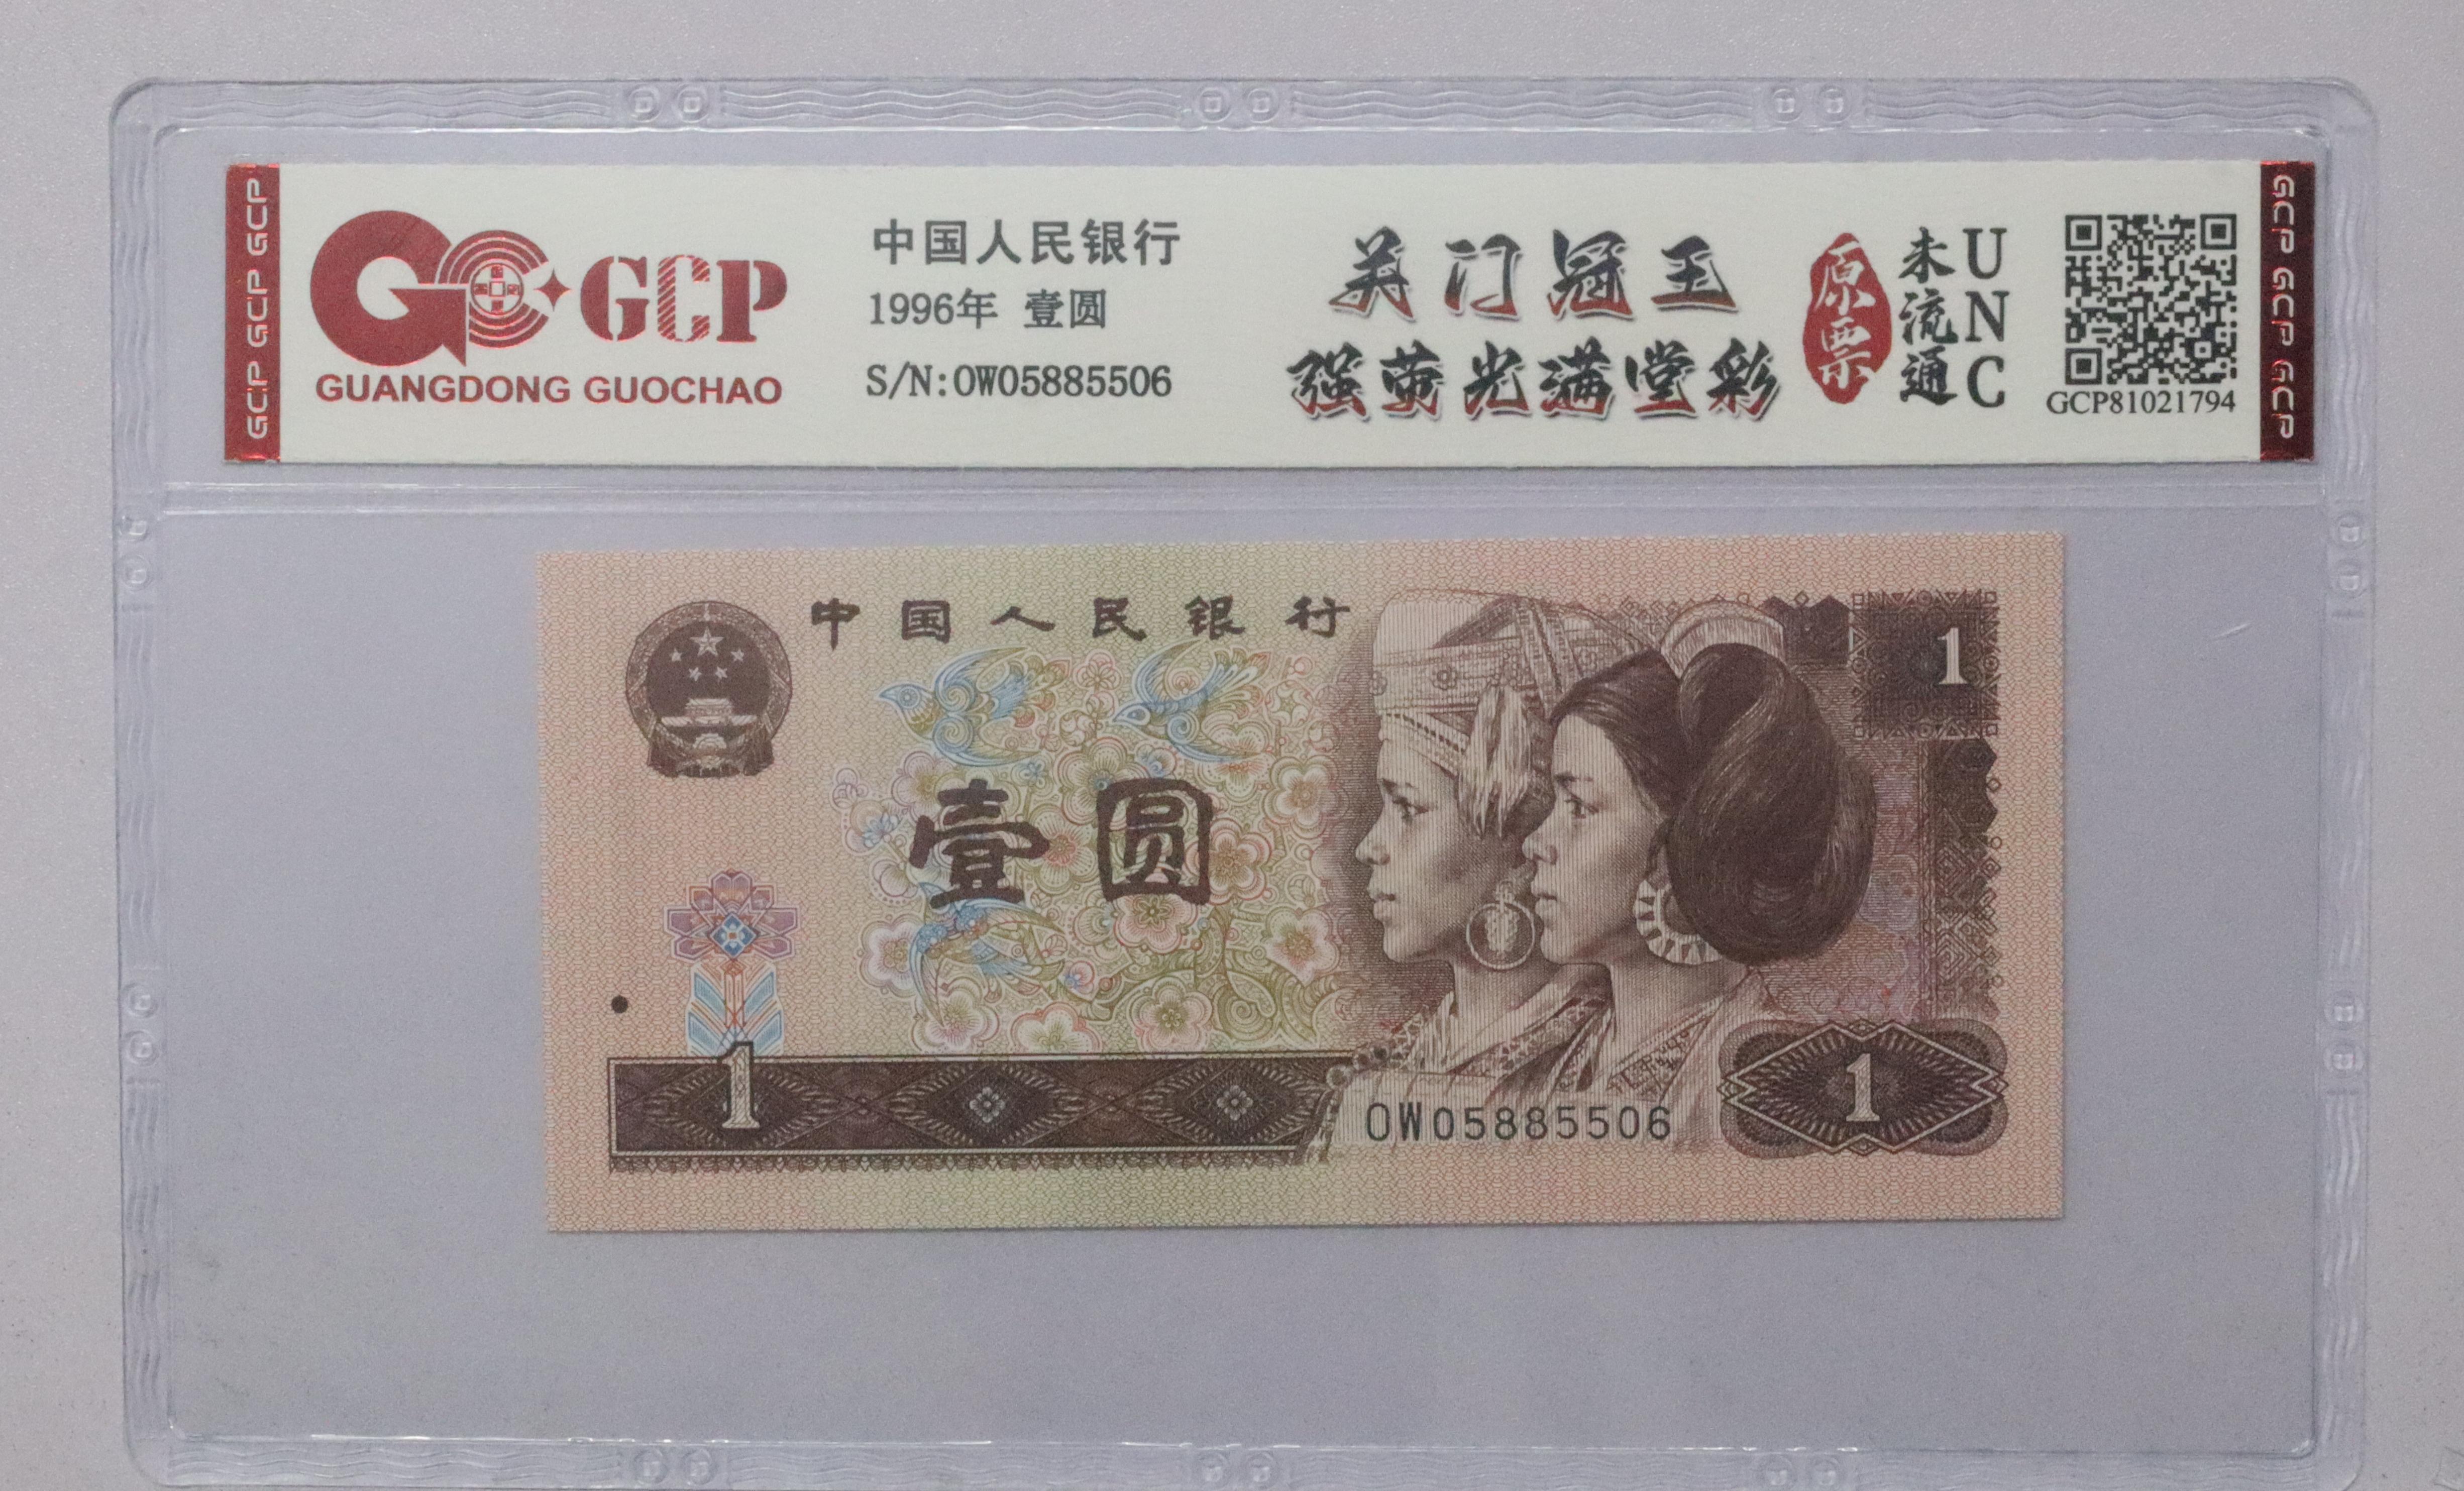 GCP GCP GCP
GCP
GUANGDONG GUOCHAO
中国人民银行
1996年 壹圆
S/N:OW05885506
关门冠王
强荧光满堂彩
原票
未流通
UNC
GCP81021794
GCP GCP GCP
中国人民银行
1
壹圆
1
OW05885506
1